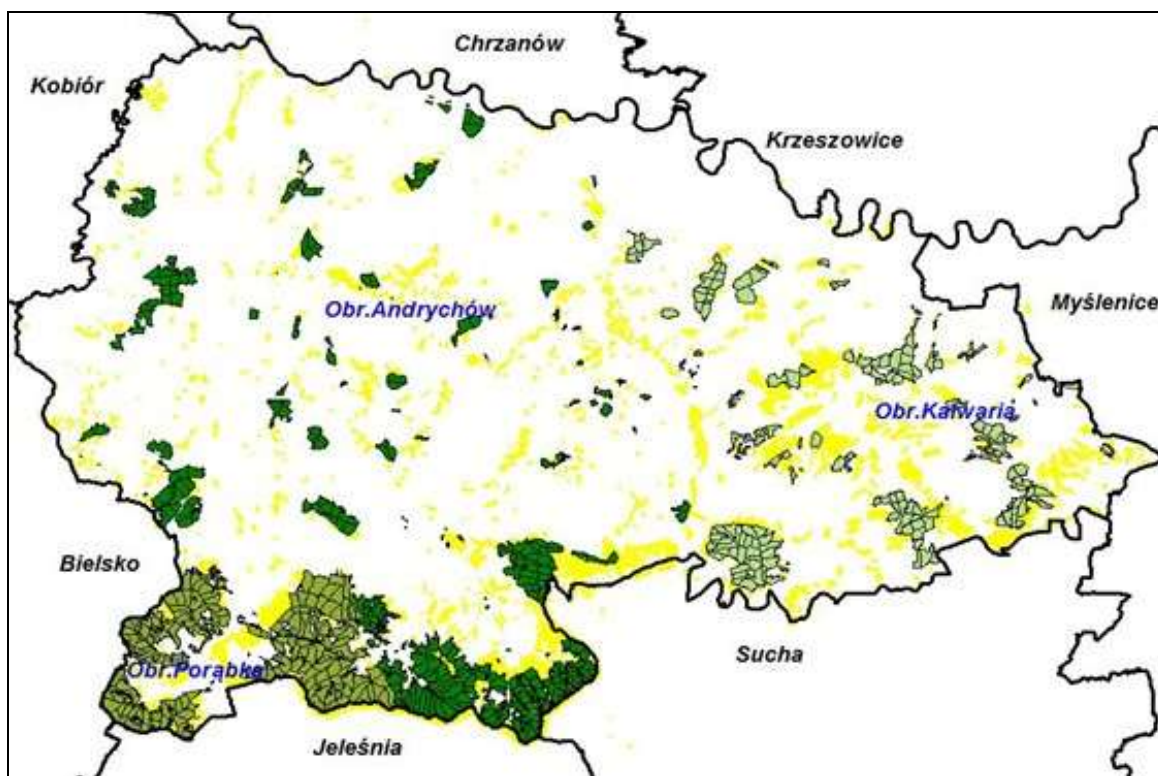 Chrzanów
Kobiór
Krzeszowice
Obr.Andrychów
Myślenice
Obr.Kalwaria
Bielsko
Obr.Porąbka
Sucha
Jeleśnia